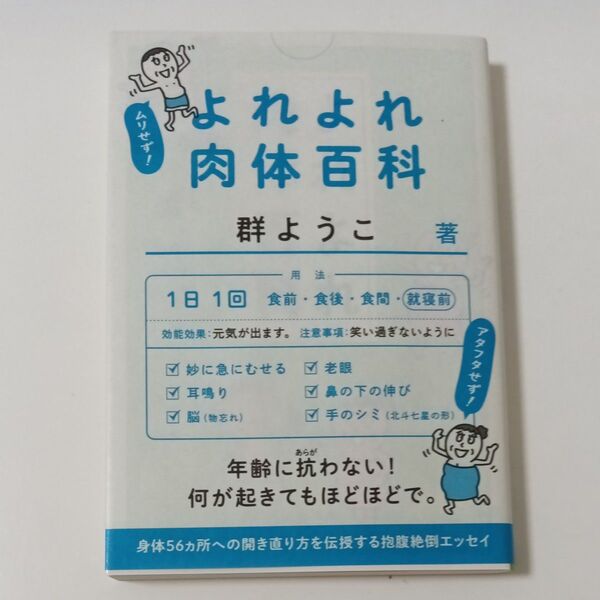 ムリせず！
よれよれ
肉体百科
群ようこ 著
用法
1日1回 食前・食後・食間・就寝前
効能効果：元気が出ます。 注意事項：笑い過ぎないように
アタフタせず！
妙に急にむせる 老眼
耳鳴り 鼻の下の伸び
脳（物忘れ） 手のシミ（北斗七星の形）
あらが
年齢に抗わない！
何が起きてもほどほどで。
身体56ヵ所への開き直り方を伝授する抱腹絶倒エッセイ